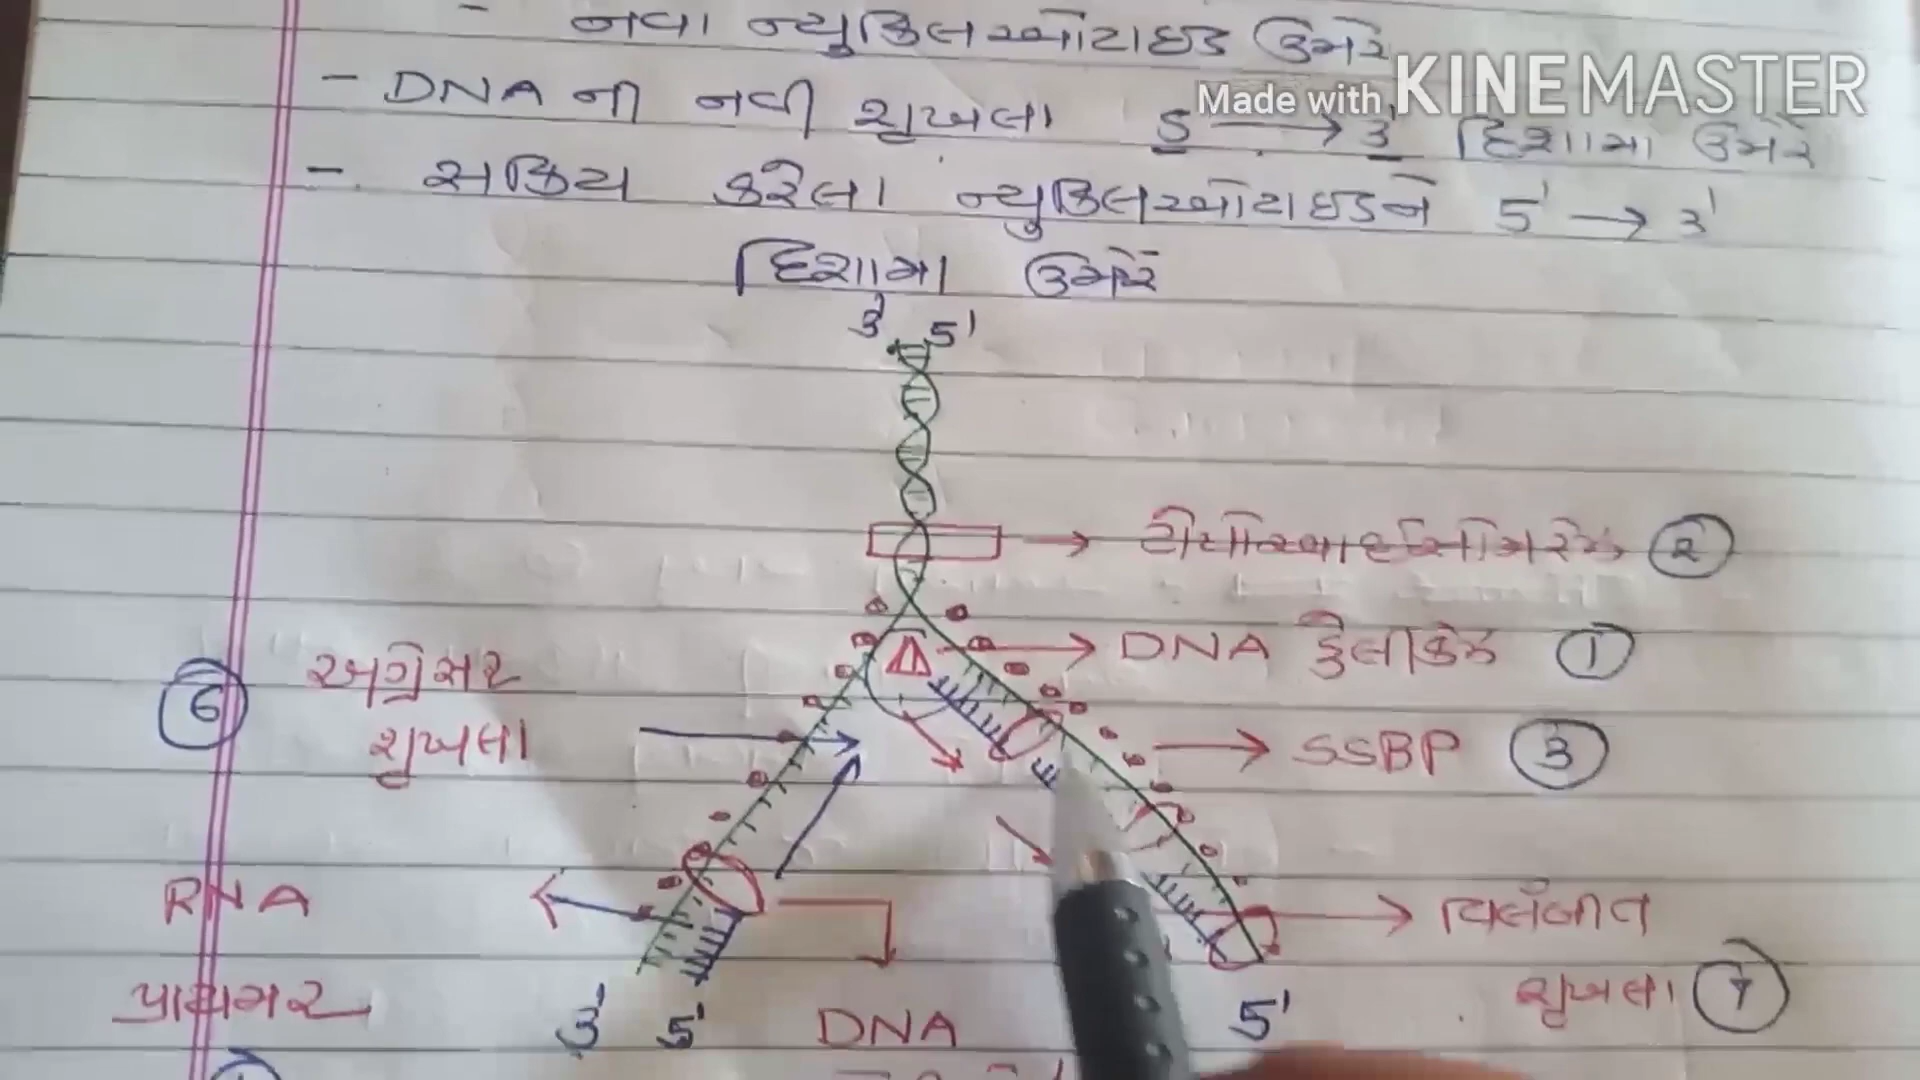 - નવા ન્યુક્લિઓટાઇડ ઉમેરે
Made with KINEMASTER
- DNA ની નવી શૃખલા 5 → 3' દિશામા ઉમેરે
- સક્રિય કરેલા ન્યુક્લિઓટાઇડને 5' → 3'
દિશામા ઉમેરે
3' 5'
→ ટોપોઆઇસોમરેઝ ૨
→ DNA હેલીકેઝ 1
6 અગ્રેસર
શૃખલા
→ SSBP 3
RNA
પ્રાયમર
→ વિલંબીત
શૃખલા 7
3' 5' DNA 5'